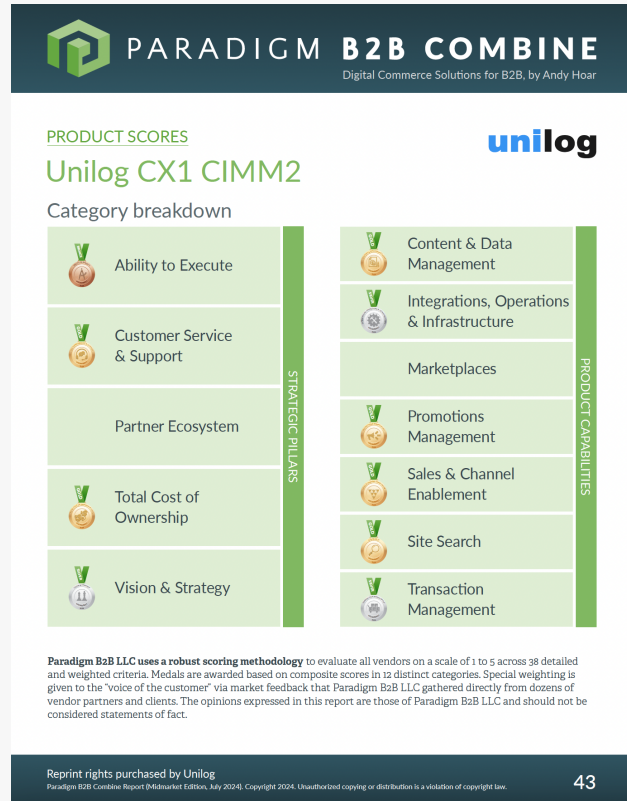 PARADIGM B2B COMBINE
Digital Commerce Solutions for B2B, by Andy Hoar
PRODUCT SCORES
unilog
Unilog CX1 CIMM2
Category breakdown
Ability to Execute
Customer Service
& Support
Partner Ecosystem
Total Cost of
Ownership
Vision & Strategy
STRATEGIC PILLARS
Content & Data
Management
Integrations, Operations
& Infrastructure
Marketplaces
Promotions
Management
Sales & Channel
Enablement
Site Search
Transaction
Management
PRODUCT CAPABILITIES
Paradigm B2B LLC uses a robust scoring methodology to evaluate all vendors on a scale of 1 to 5 across 38 detailed
and weighted criteria. Medals are awarded based on composite scores in 12 distinct categories. Special weighting is
given to the “voice of the customer” via market feedback that Paradigm B2B LLC gathered directly from dozens of
vendor partners and clients. The opinions expressed in this report are those of Paradigm B2B LLC and should not be
considered statements of fact.
Reprint rights purchased by Unilog
Paradigm B2B Combine Report (Midmarket Edition, July 2024). Copyright 2024. Unauthorized copying or distribution is a violation of copyright law.
43